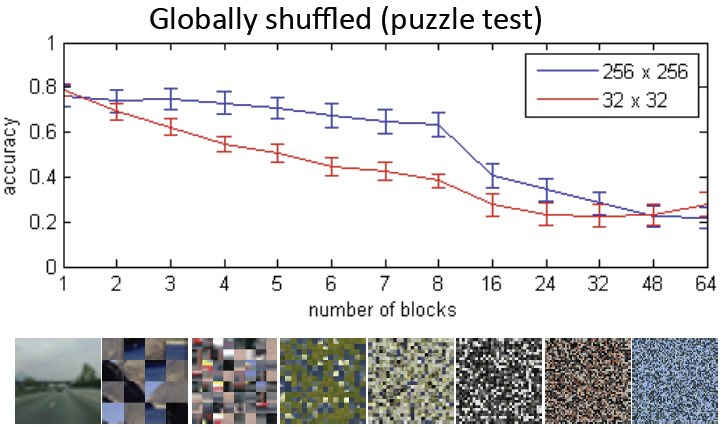 Globally shuffled (puzzle test)
1
0.8
0.6
0.4
0.2
0
accuracy
256 x 256
32 x 32
1 2 3 4 5 6 7 8 16 24 32 48 64
number of blocks